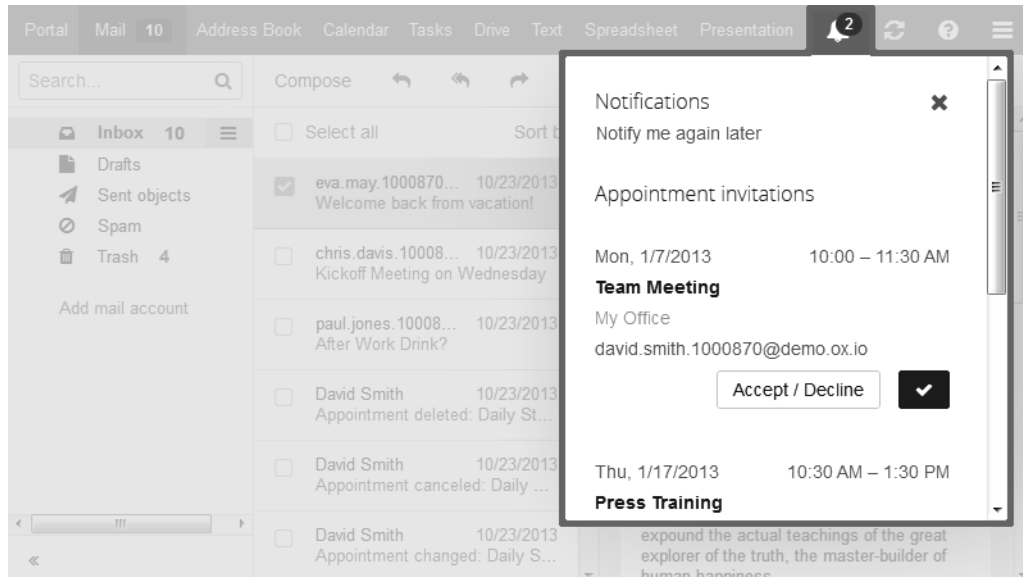 Portal Mail 10 Address Book Calendar Tasks Drive Text Spreadsheet Presentation 2
Search...
Inbox 10
Drafts
Sent objects
Spam
Trash 4
Add mail account
Compose
Select all Sort b
eva.may.1000870... 10/23/2013
Welcome back from vacation!
chris.davis.10008... 10/23/2013
Kickoff Meeting on Wednesday
paul.jones.10008... 10/23/2013
After Work Drink?
David Smith 10/23/2013
Appointment deleted: Daily St...
David Smith 10/23/2013
Appointment canceled: Daily ...
David Smith 10/23/2013
Appointment changed: Daily S...
Notifications
Notify me again later
Appointment invitations
Mon, 1/7/2013 10:00 – 11:30 AM
Team Meeting
My Office
david.smith.1000870@demo.ox.io
Accept / Decline
Thu, 1/17/2013 10:30 AM – 1:30 PM
Press Training
expound the actual teachings of the great
explorer of the truth, the master-builder of
human happiness